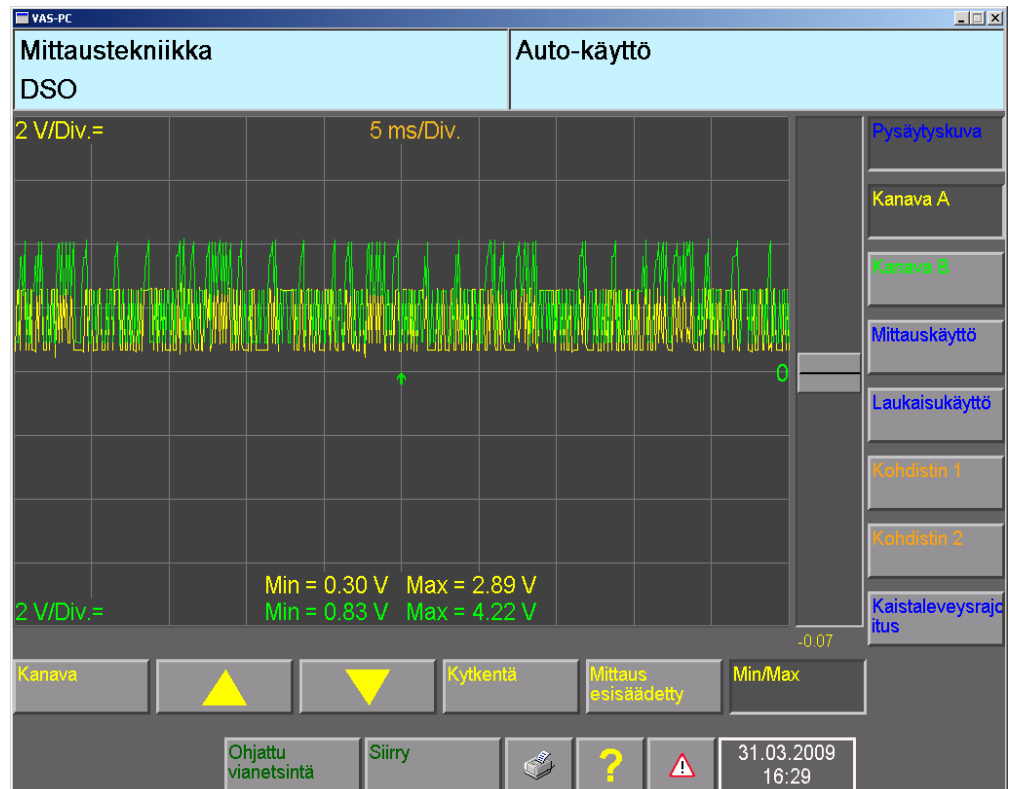 VAS-PC
Mittaustekniikka
DSO
Auto-käyttö
2 V/Div.=
5 ms/Div.
0
Min = 0.30 V Max = 2.89 V
2 V/Div.=
Min = 0.83 V Max = 4.22 V
-0.07
Pysäytyskuva
Kanava A
Kanava B
Mittauskäyttö
Laukaisukäyttö
Kohdistin 1
Kohdistin 2
Kaistaleveysrajo
itus
Kanava
Kytkentä
Mittaus
esisäädetty
Min/Max
Ohjattu
vianetsintä
Siirry
?
31.03.2009
16:29